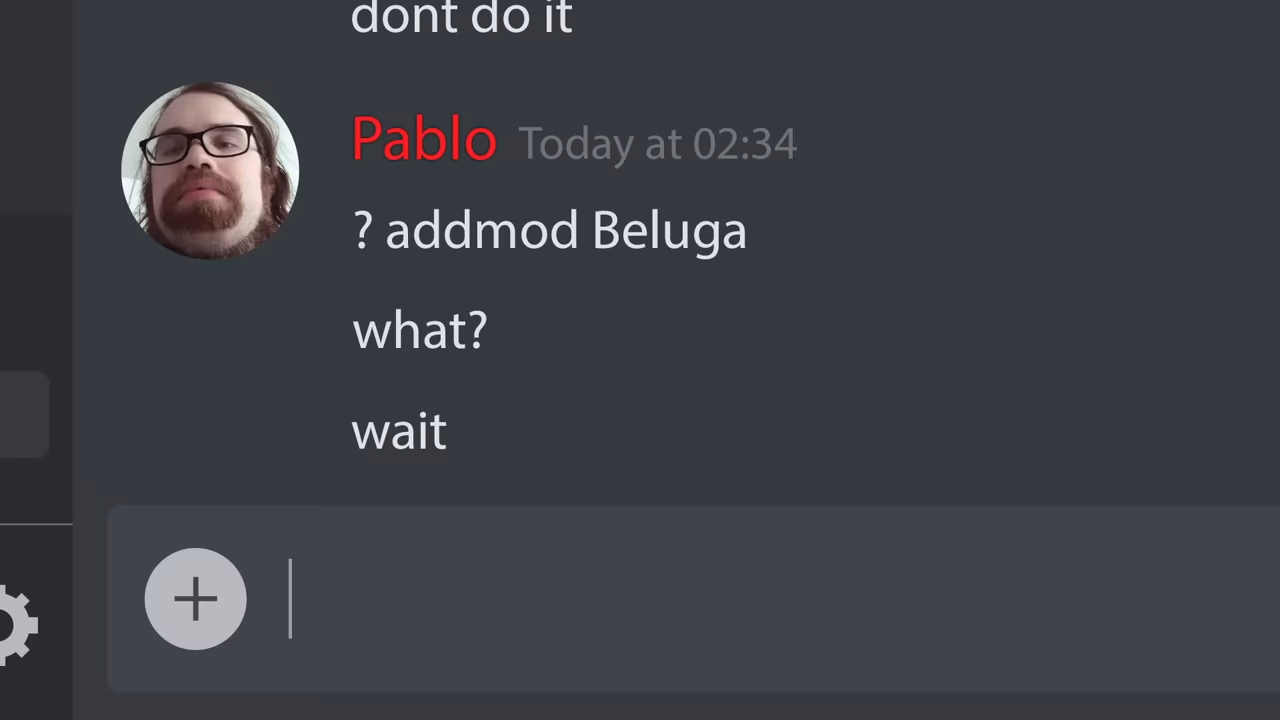 dont do it
Pablo Today at 02:34
? addmod Beluga
what?
wait